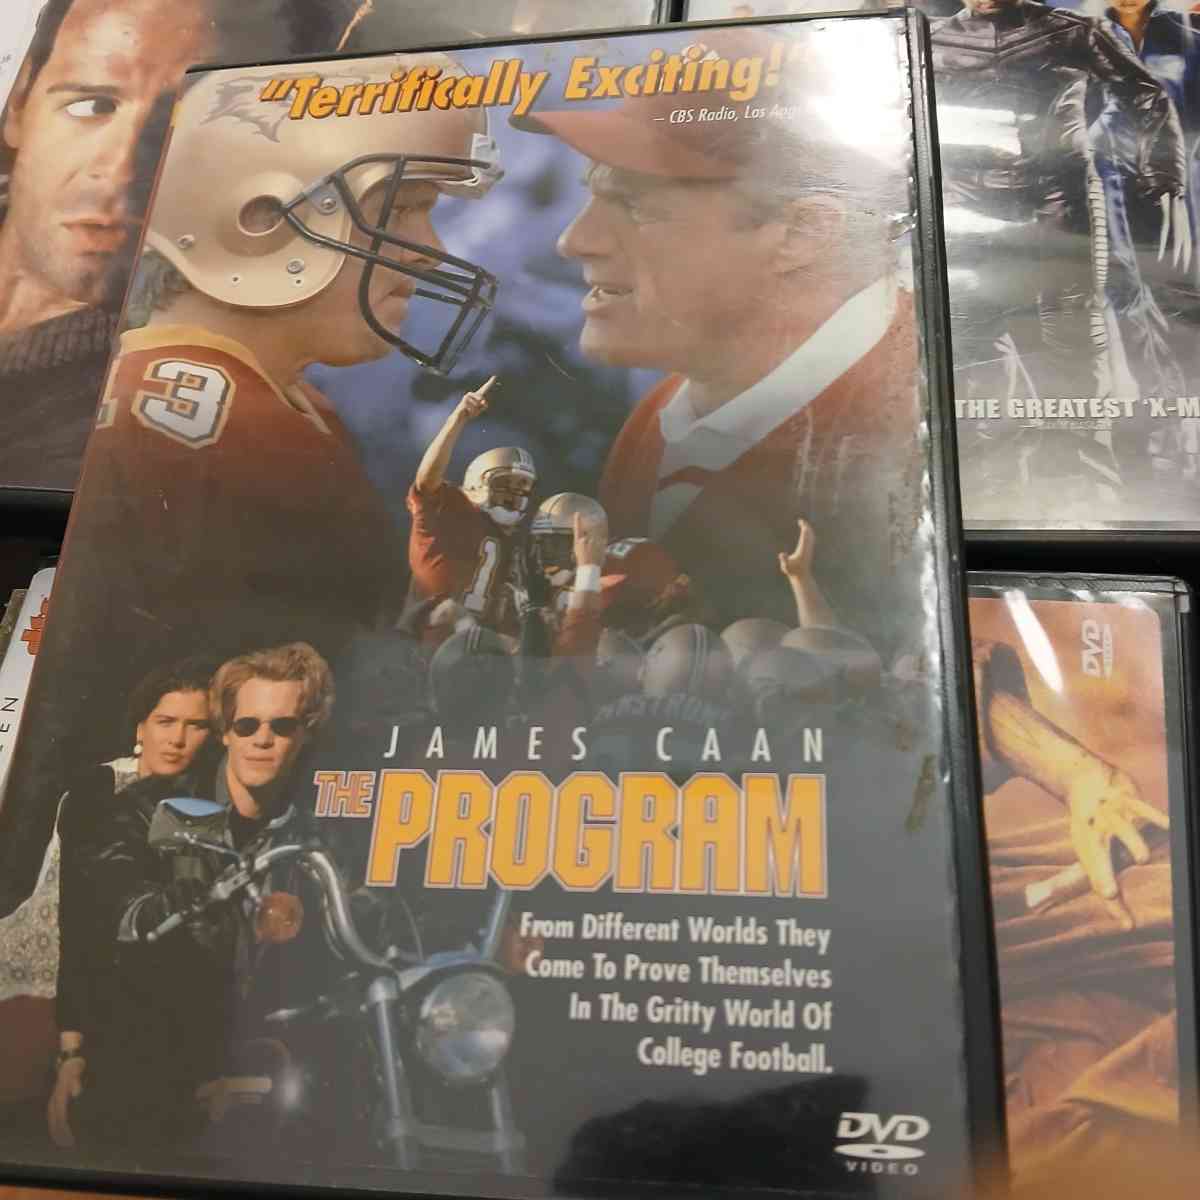 "Terrifically Exciting!"
– CBS Radio, Los
THE GREATEST 'X-M
13
1
DVD
JAMES CAAN
THE PROGRAM
From Different Worlds They
Come To Prove Themselves
In The Gritty World Of
College Football.
DVD
VIDEO